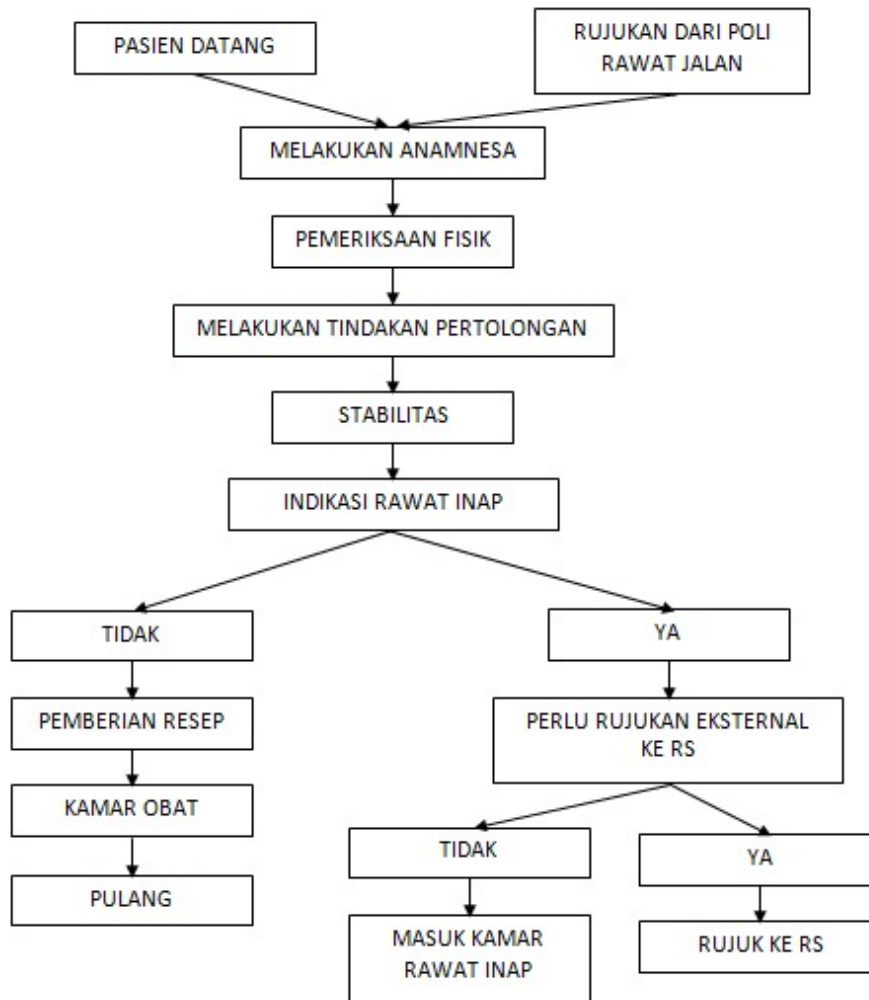 PASIEN DATANG
RUJUKAN DARI POLI
RAWAT JALAN
MELAKUKAN ANAMNESA
PEMERIKSAAN FISIK
MELAKUKAN TINDAKAN PERTOLONGAN
STABILITAS
INDIKASI RAWAT INAP
TIDAK
YA
PEMBERIAN RESEP
PERLU RUJUKAN EKSTERNAL
KE RS
KAMAR OBAT
TIDAK
YA
PULANG
MASUK KAMAR
RAWAT INAP
RUJUK KE RS